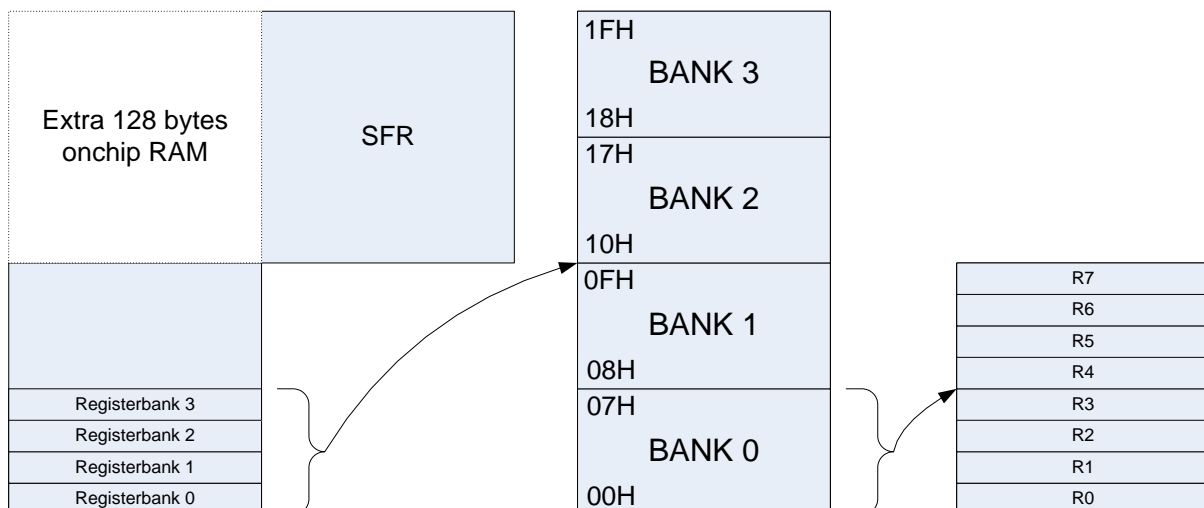 Extra 128 bytes
onchip RAM
SFR
Registerbank 3
Registerbank 2
Registerbank 1
Registerbank 0
1FH
BANK 3
18H
17H
BANK 2
10H
0FH
BANK 1
08H
07H
BANK 0
00H
R7
R6
R5
R4
R3
R2
R1
R0